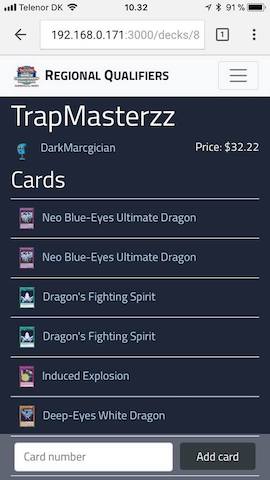 Telenor DK 10.32 91 %
192.168.0.171:3000/decks/8 1
REGIONAL QUALIFIERS
TrapMasterzz
DarkMarcgician Price: $32.22
Cards
Neo Blue-Eyes Ultimate Dragon
Neo Blue-Eyes Ultimate Dragon
Dragon's Fighting Spirit
Dragon's Fighting Spirit
Induced Explosion
Deep-Eyes White Dragon
Card number Add card